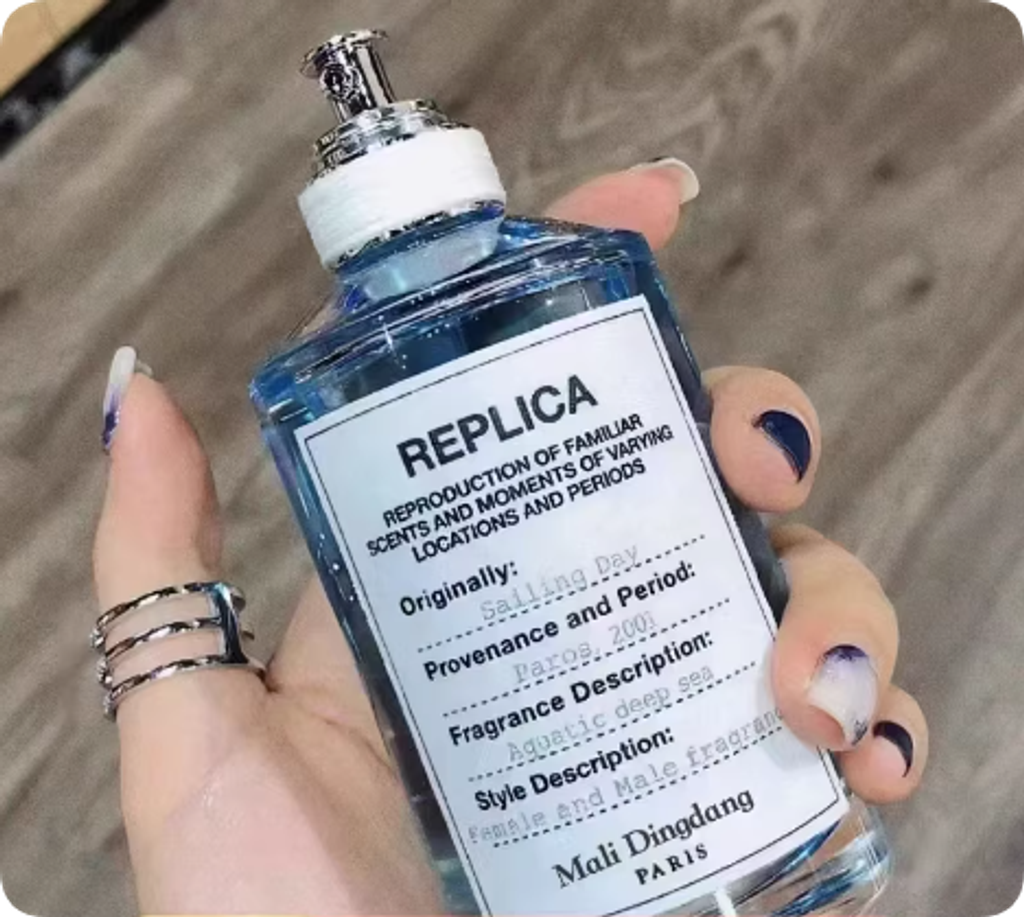 REPLICA
REPRODUCTION OF FAMILIAR
SCENTS AND MOMENTS OF VARYING
LOCATIONS AND PERIODS
Originally:
Sailing Day
Provenance and Period:
Paros, 2001
Fragrance Description:
Aquatic deep sea
Style Description:
Female and Male fragran
Mali Dingdang
PARIS